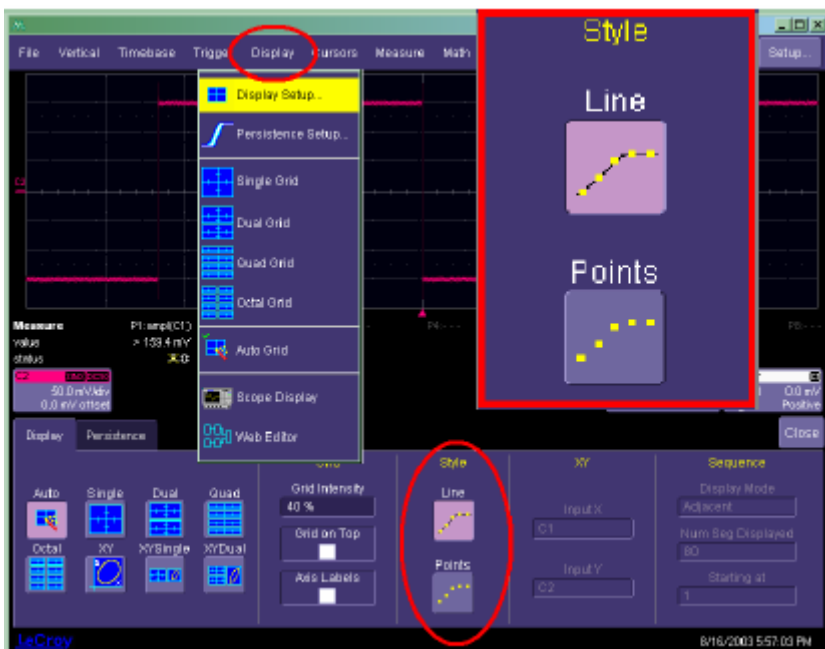 File Vertical Timebase Trigge Display Cursors Measure Math
Setup...
Display Setup...
Persistence Setup...
Single Grid
Dual Grid
Quad Grid
Octal Grid
Auto Grid
Scope Display
Web Editor
Style
Line
Points
C2
Measure P1:ampl(C1) P4:--- P8:---
value > 159.4 mV
status
C2
50.0 mV/div
0.0 mV offset
0.0 mV
Positive
Display Persistence
Close
Auto Single Dual Quad
Octal XY XYSingle XYDual
Grid Intensity
40 %
Grid on Top
Axis Labels
Style
Line
Points
XY
Input X
C1
Input Y
C2
Sequence
Display Mode
Adjacent
Num Seg Displayed
80
Starting at
1
LeCroy
8/16/2003 5:57:03 PM